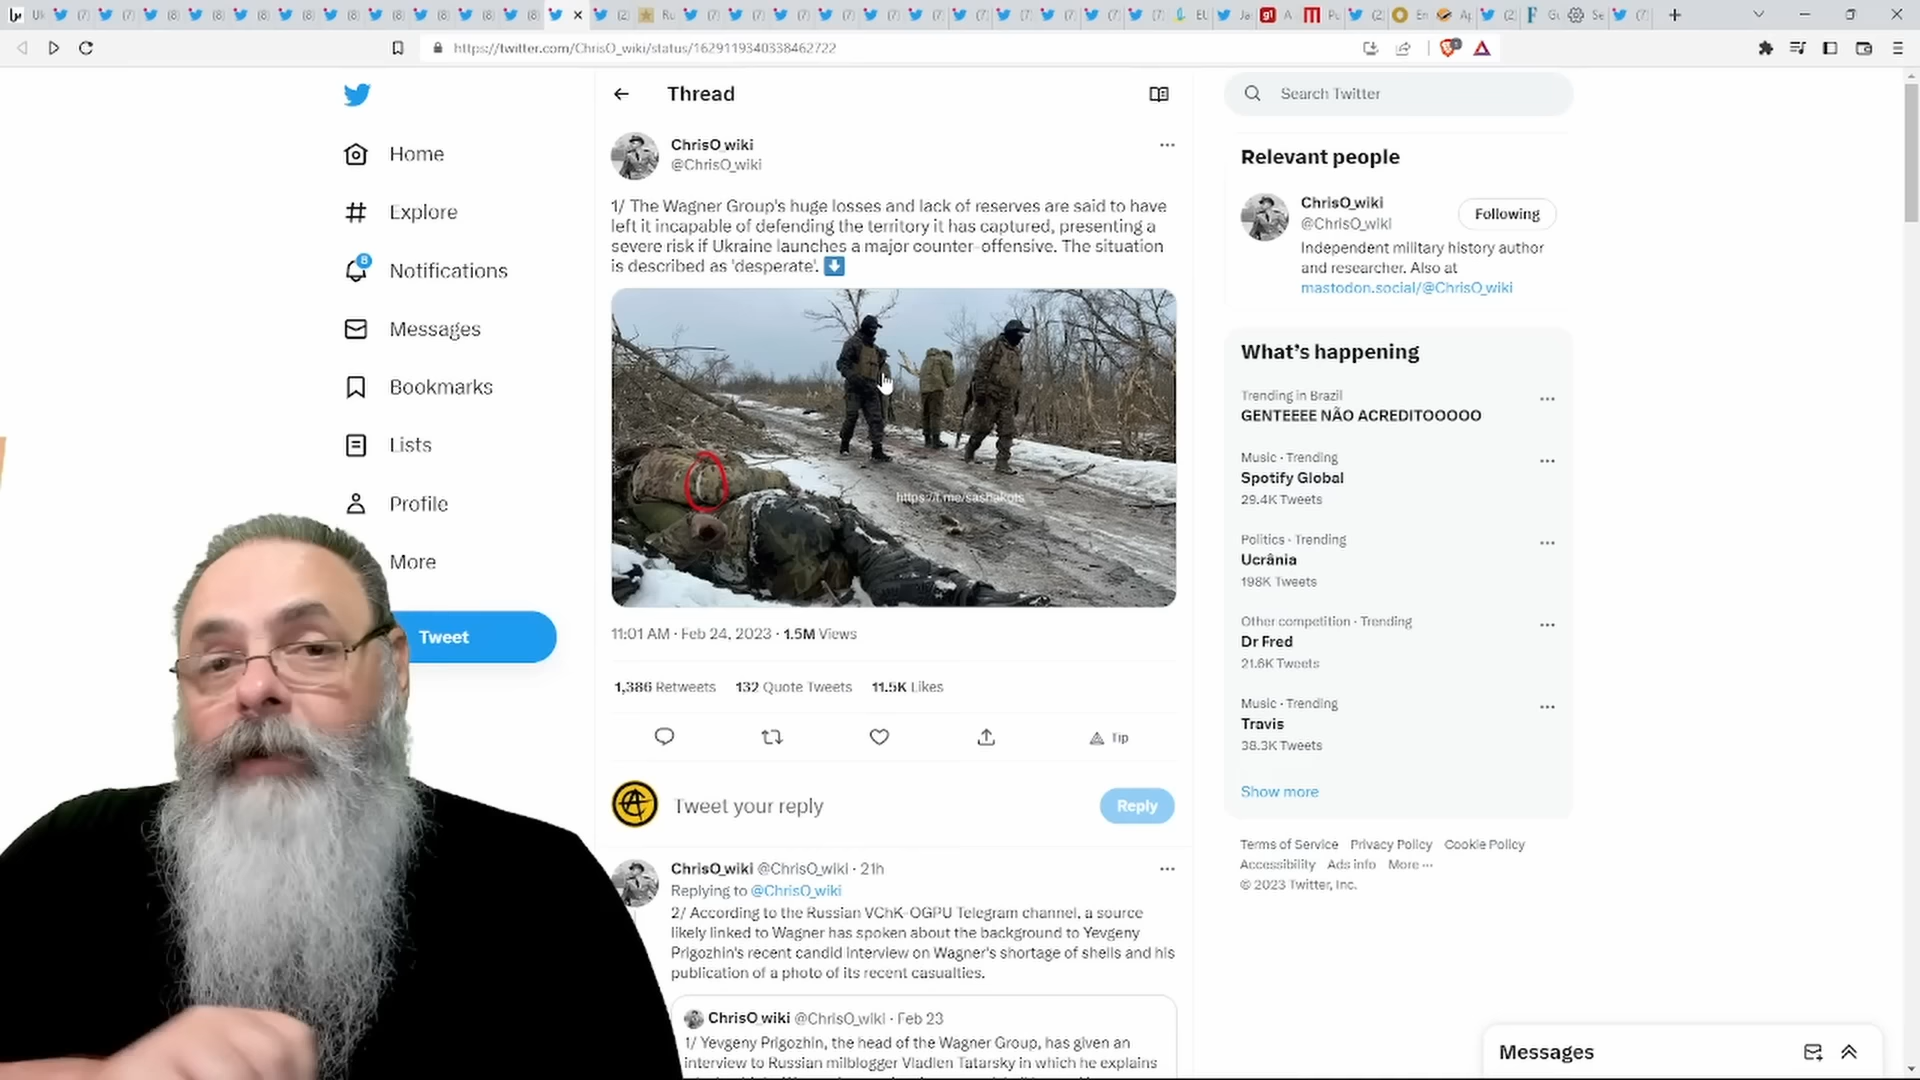 https://twitter.com/ChrisO_wiki/status/1629119340338462722
Home
Explore
8
Notifications
Messages
Bookmarks
Lists
Profile
More
Tweet
Thread
ChrisO_wiki
@ChrisO_wiki
1/ The Wagner Group's huge losses and lack of reserves are said to have
left it incapable of defending the territory it has captured, presenting a
severe risk if Ukraine launches a major counter-offensive. The situation
is described as 'desperate'.
https://t.me/sashakots
11:01 AM · Feb 24, 2023 · 1.5M Views
1,386 Retweets 132 Quote Tweets 11.5K Likes
Tip
Tweet your reply
Reply
ChrisO_wiki @ChrisO_wiki · 21h
Replying to @ChrisO_wiki
2/ According to the Russian VChK-OGPU Telegram channel, a source
likely linked to Wagner has spoken about the background to Yevgeny
Prigozhin's recent candid interview on Wagner's shortage of shells and his
publication of a photo of its recent casualties.
ChrisO_wiki @ChrisO_wiki · Feb 23
1/ Yevgeny Prigozhin, the head of the Wagner Group, has given an
interview to Russian milblogger Vladlen Tatarsky in which he explains
Search Twitter
Relevant people
ChrisO_wiki
@ChrisO_wiki
Following
Independent military history author
and researcher. Also at
mastodon.social/@ChrisO_wiki
What's happening
Trending in Brazil
GENTEEEE NÃO ACREDITOOOOO
Music · Trending
Spotify Global
29.4K Tweets
Politics · Trending
Ucrânia
198K Tweets
Other competition · Trending
Dr Fred
21.6K Tweets
Music · Trending
Travis
38.3K Tweets
Show more
Terms of Service Privacy Policy Cookie Policy
Accessibility Ads info More ···
© 2023 Twitter, Inc.
Messages